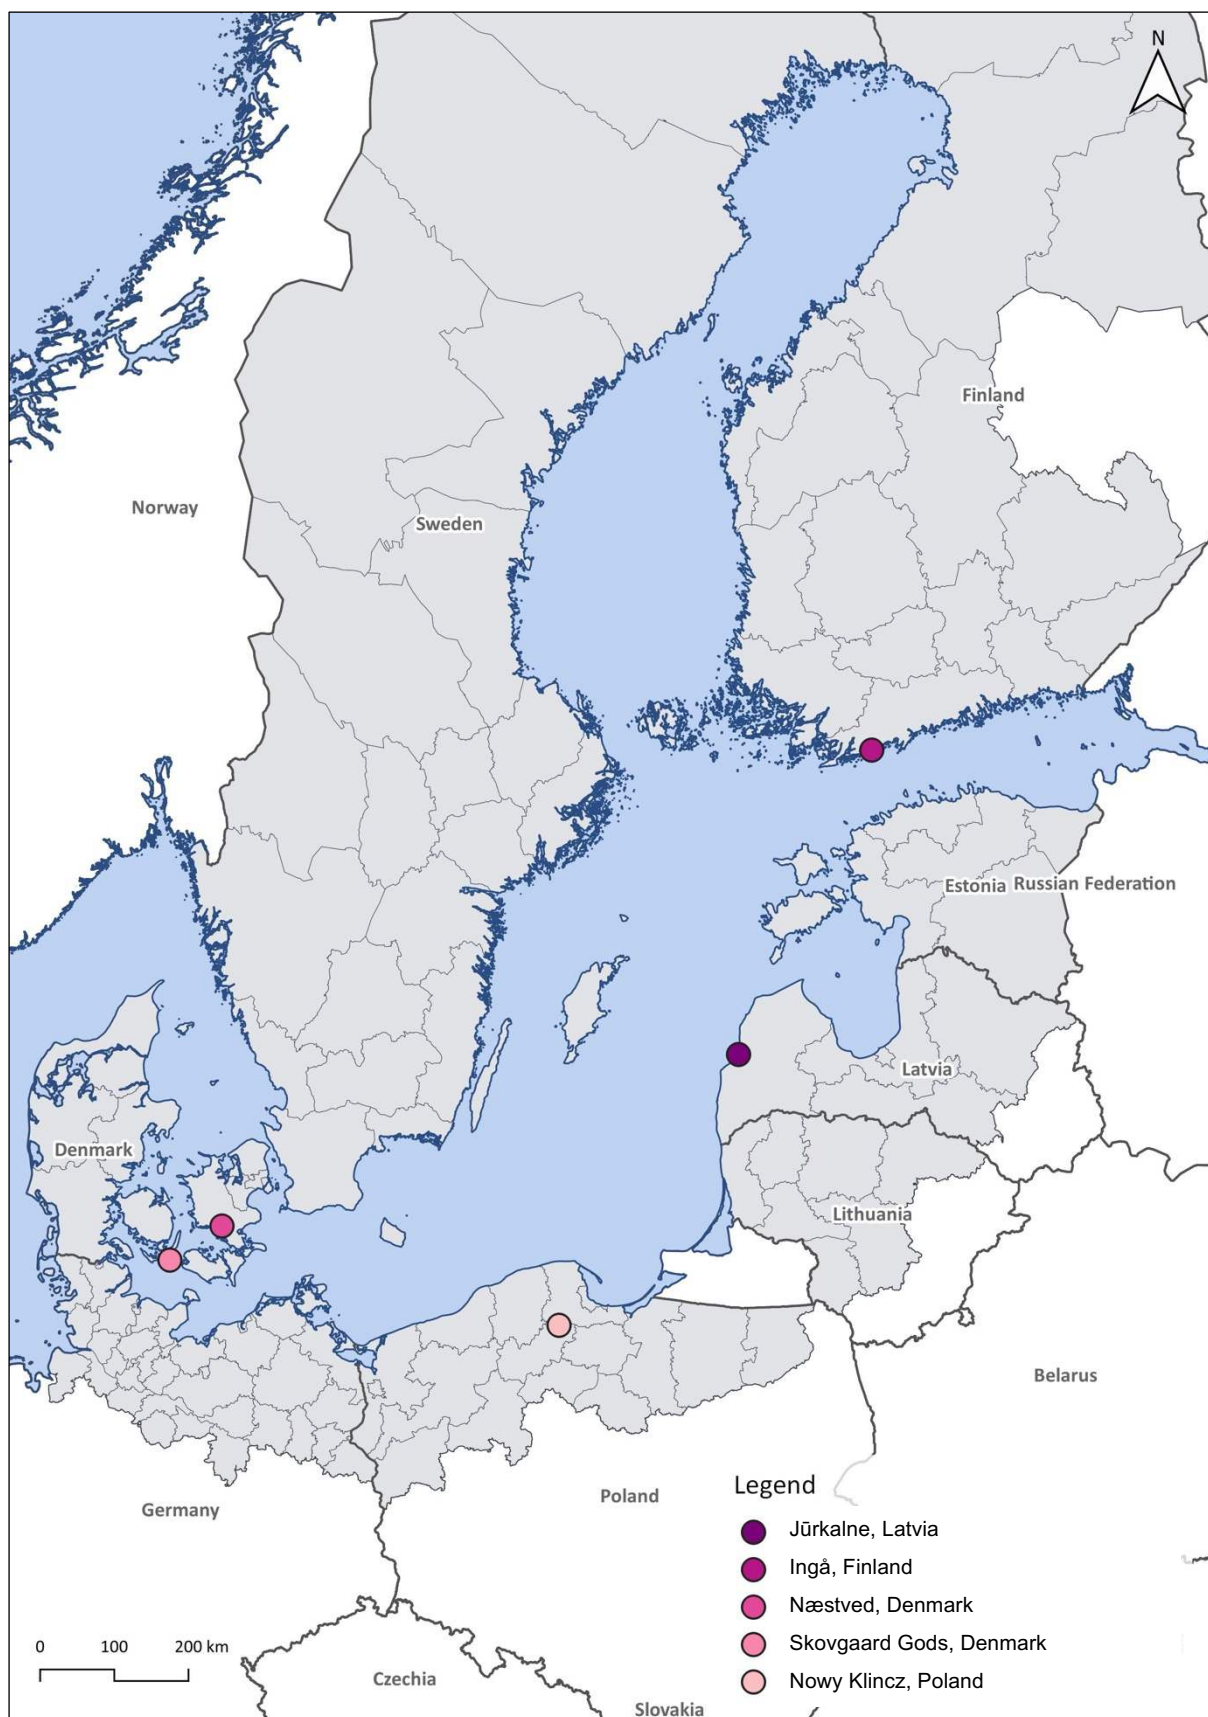 N
Finland
Norway
Sweden
Estonia
Russian Federation
Latvia
Denmark
Lithuania
Belarus
Poland
Germany
Legend
Jūrkalne, Latvia
Ingå, Finland
Næstved, Denmark
Skovgaard Gods, Denmark
Nowy Klincz, Poland
0 100 200 km
Czechia
Slovakia